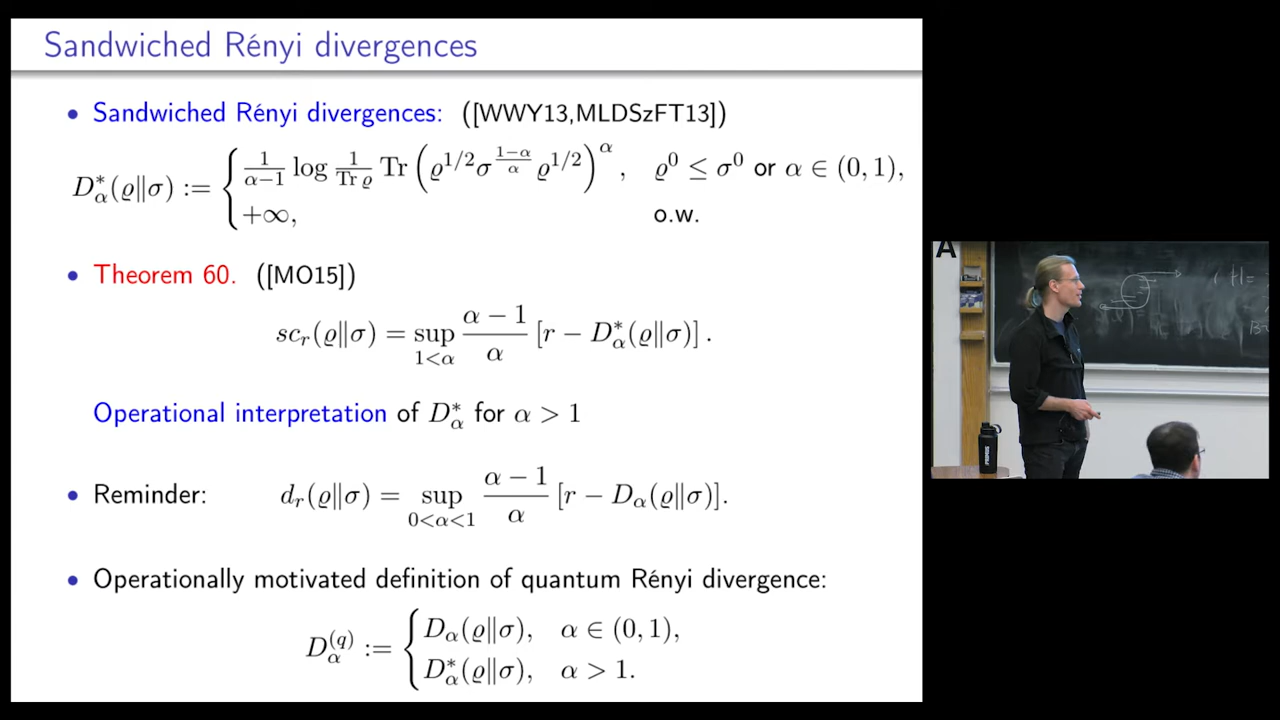 Sandwiched Rényi divergences
• Sandwiched Rényi divergences: ([WWY13,MLDSzFT13])
D*_α(ϱ‖σ) := { 1/(α−1) log 1/(Tr ϱ) Tr (ϱ^{1/2} σ^{(1−α)/α} ϱ^{1/2})^α, ϱ^0 ≤ σ^0 or α ∈ (0, 1),
+∞, o.w.
• Theorem 60. ([MO15])
sc_r(ϱ‖σ) = sup_{1<α} (α − 1)/α [r − D*_α(ϱ‖σ)].
Operational interpretation of D*_α for α > 1
• Reminder: d_r(ϱ‖σ) = sup_{0<α<1} (α − 1)/α [r − D_α(ϱ‖σ)].
• Operationally motivated definition of quantum Rényi divergence:
D_α^{(q)} := { D_α(ϱ‖σ), α ∈ (0, 1),
D*_α(ϱ‖σ), α > 1.
A